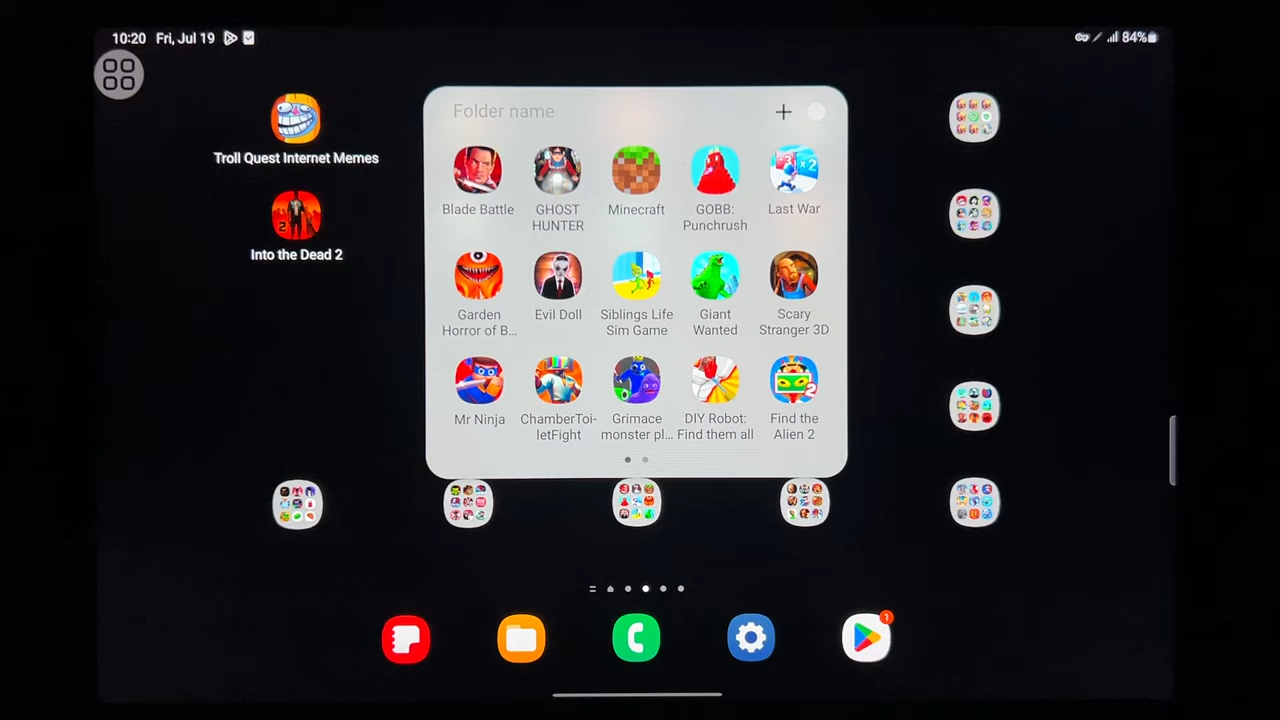 10:20 Fri, Jul 19
84%
Troll Quest Internet Memes
Into the Dead 2
Folder name
Blade Battle
GHOST
HUNTER
Minecraft
GOBB:
Punchrush
Last War
Garden
Horror of B...
Evil Doll
Siblings Life
Sim Game
Giant
Wanted
Scary
Stranger 3D
Mr Ninja
ChamberToi-
letFight
Grimace
monster pl...
DIY Robot:
Find them all
Find the
Alien 2
1